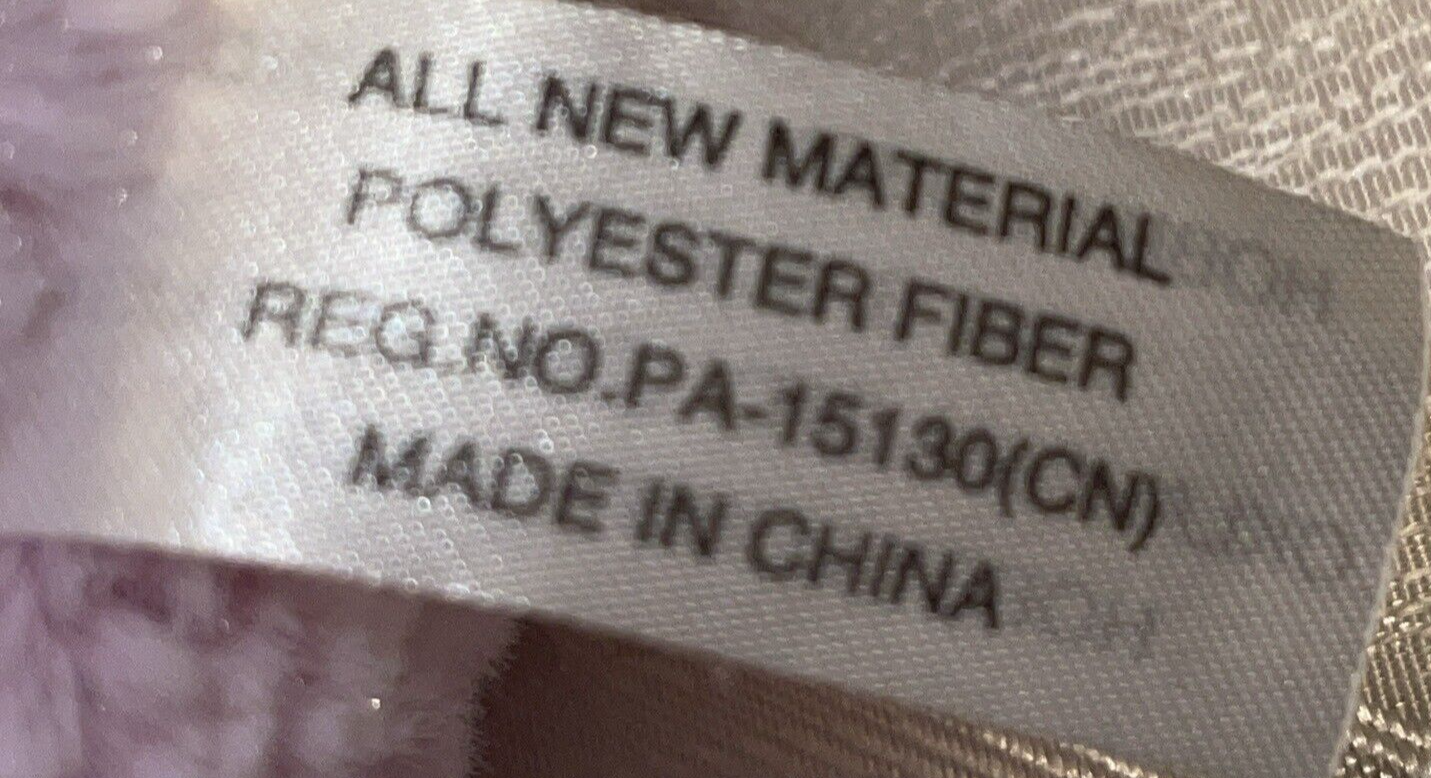 ALL NEW MATERIAL
POLYESTER FIBER
REG.NO.PA-15130(CN)
MADE IN CHINA